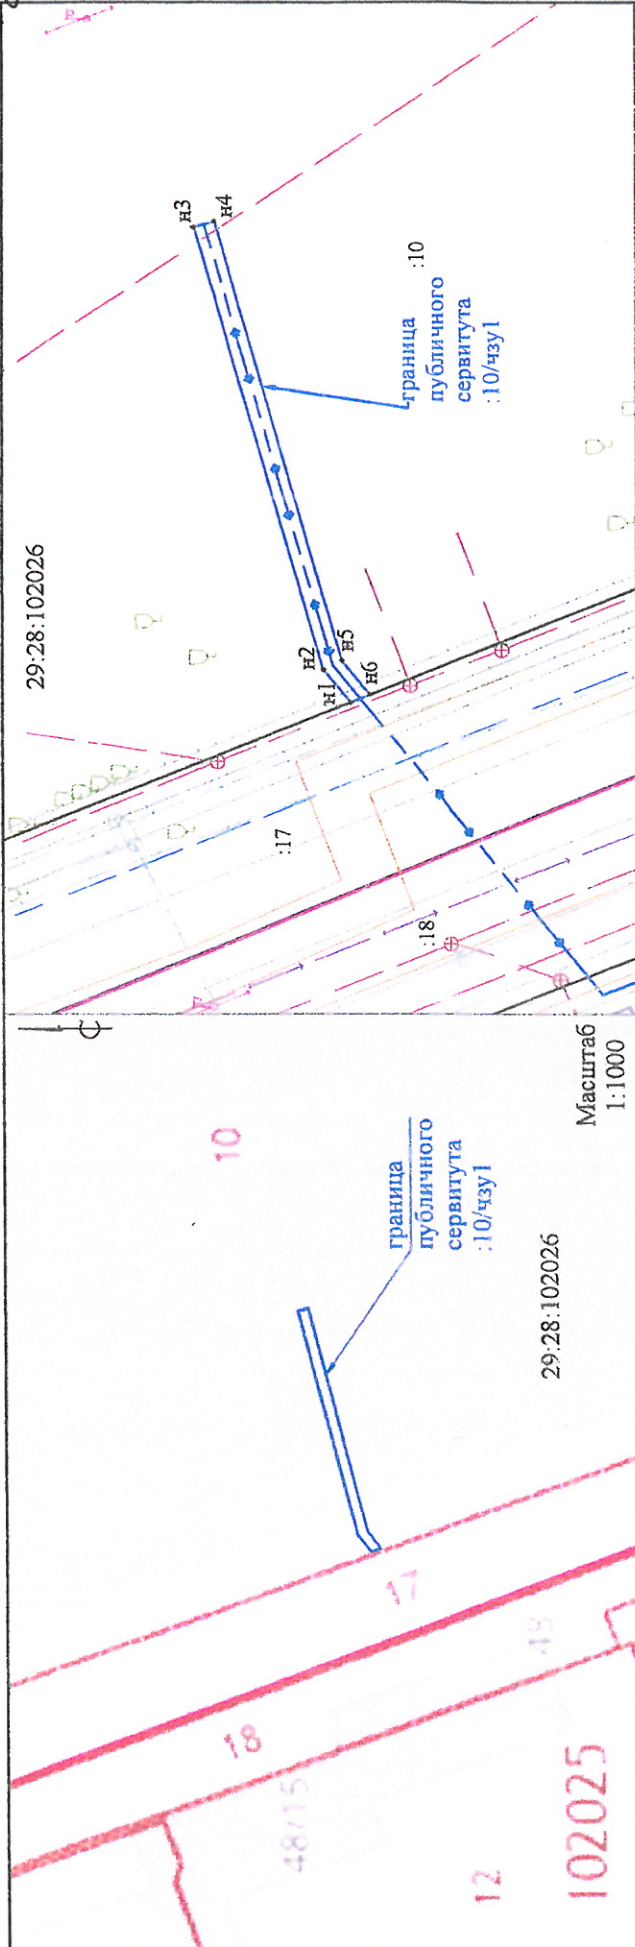 10
18
17
48/15
48
12
102025
граница
публичного
сервитута
:10/чзу1
29:28:102026
Масштаб
1:1000
29:28:102026
:17
:18
н1
н2
н3
н4
н5
н6
:10
граница
публичного
сервитута
:10/чзу1